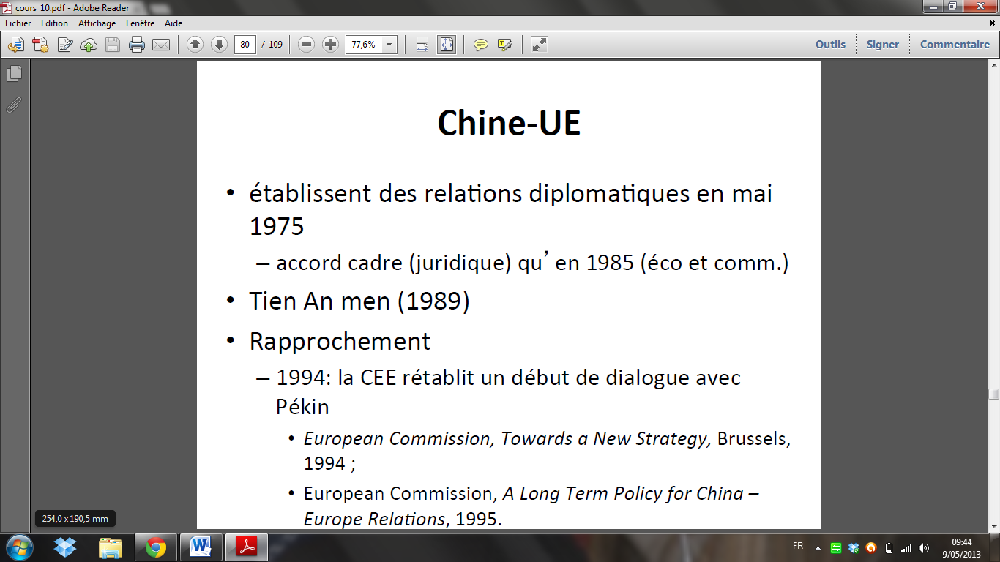 cours_10.pdf - Adobe Reader
Fichier Edition Affichage Fenêtre Aide
80 / 109 77,6% Outils Signer Commentaire
Chine-UE
• établissent des relations diplomatiques en mai
1975
– accord cadre (juridique) qu’ en 1985 (éco et comm.)
• Tien An men (1989)
• Rapprochement
– 1994: la CEE rétablit un début de dialogue avec
Pékin
• European Commission, Towards a New Strategy, Brussels,
1994 ;
• European Commission, A Long Term Policy for China –
Europe Relations, 1995.
254,0 x 190,5 mm
FR 09:44
9/05/2013